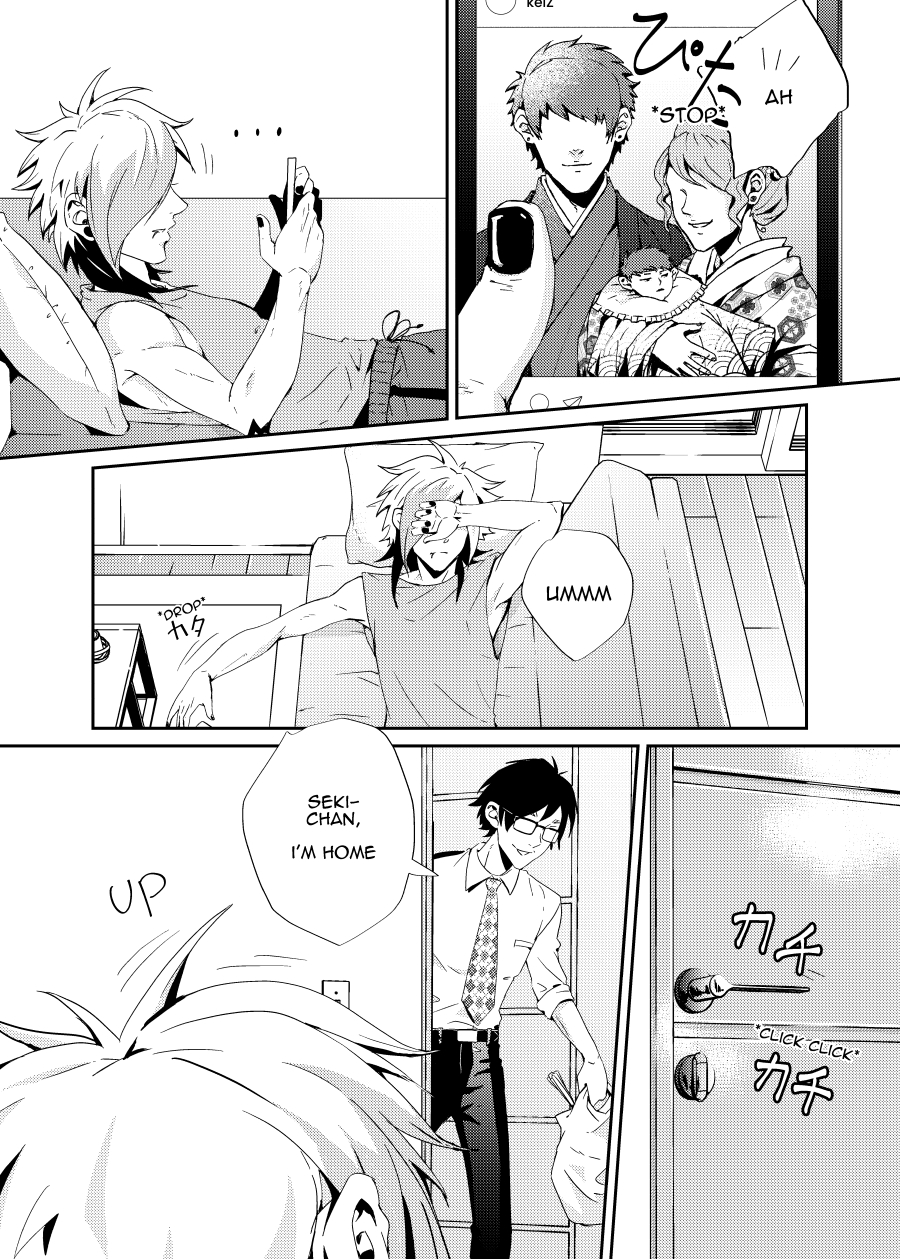 keiz
ぴた
AH
*STOP*
...
UMMM
*DROP*
カタ
カチ
*CLICK CLICK*
カチ
SEKI-
CHAN,
I'M HOME
UP